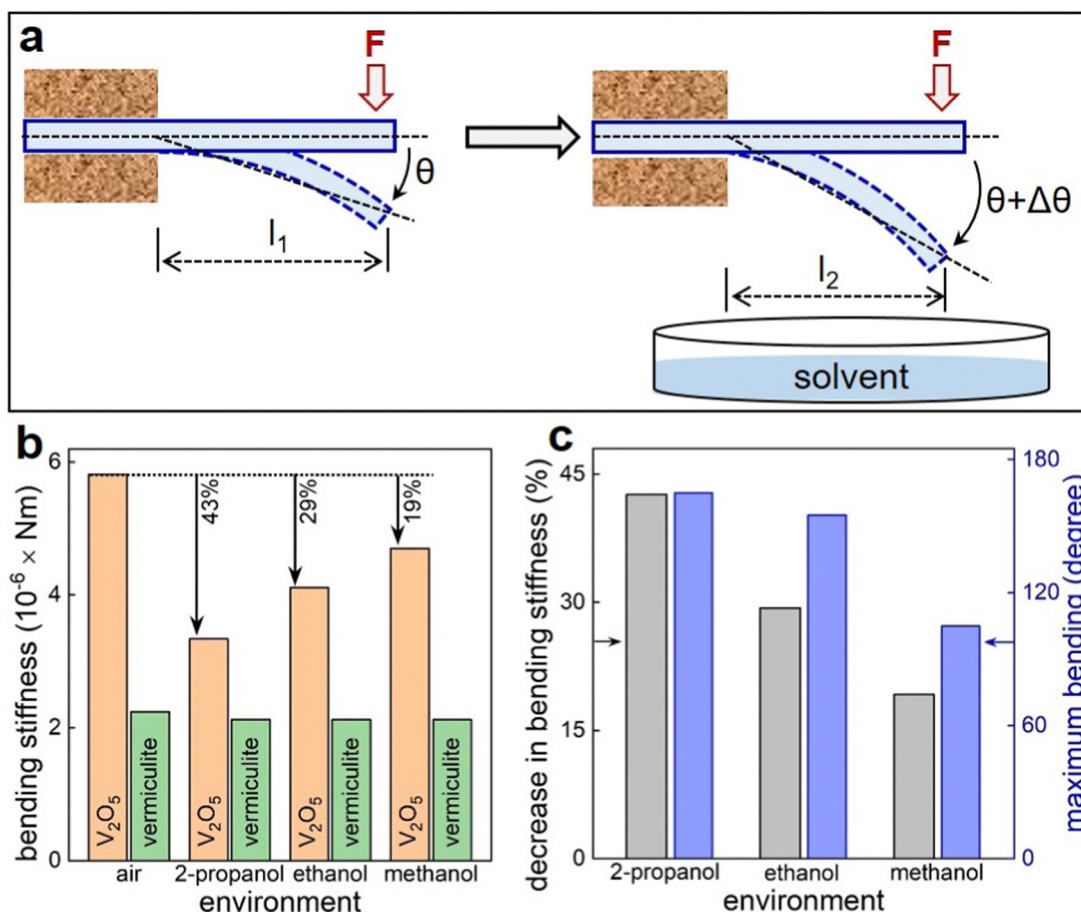 a
F
F
θ
θ+Δθ
l₁
l₂
solvent
b
c
bending stiffness (10⁻⁶ × Nm)
6
4
2
0
43%
29%
19%
V₂O₅
vermiculite
V₂O₅
vermiculite
V₂O₅
vermiculite
V₂O₅
vermiculite
air
2-propanol
ethanol
methanol
environment
decrease in bending stiffness (%)
45
30
15
0
180
120
60
0
maximum bending (degree)
2-propanol
ethanol
methanol
environment